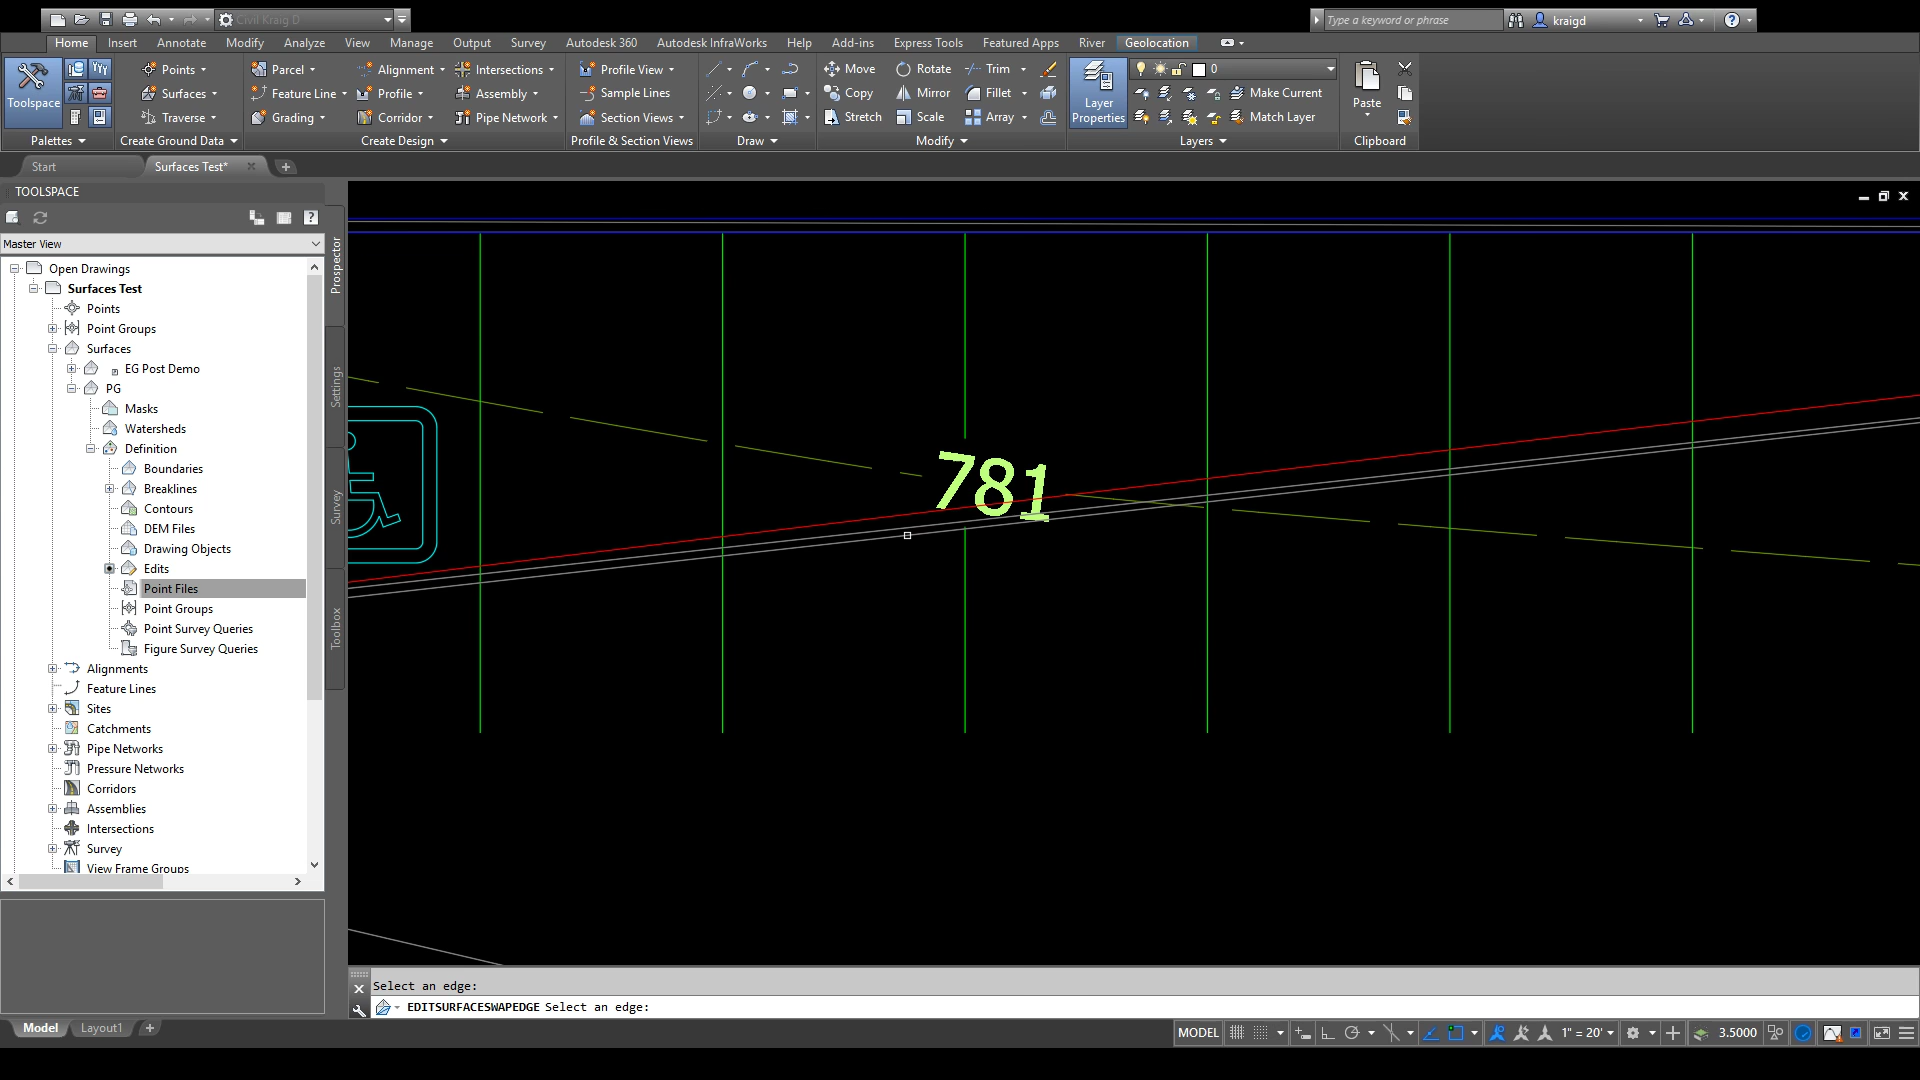 Civil Kraig D
Type a keyword or phrase
kraigd
Home Insert Annotate Modify Analyze View Manage Output Survey Autodesk 360 Autodesk InfraWorks Help Add-ins Express Tools Featured Apps River Geolocation
Points Parcel Alignment Intersections Profile View Move Rotate Trim 0
Surfaces Feature Line Profile Assembly Sample Lines Copy Mirror Fillet Make Current
Toolspace Layer Properties Paste
Traverse Grading Corridor Pipe Network Section Views Stretch Scale Array Match Layer
Palettes Create Ground Data Create Design Profile & Section Views Draw Modify Layers Clipboard
Start Surfaces Test*
TOOLSPACE
Master View
Open Drawings
Surfaces Test
Points
Point Groups
Surfaces
EG Post Demo
PG
Masks
Watersheds
Definition
Boundaries
Breaklines
Contours
DEM Files
Drawing Objects
Edits
Point Files
Point Groups
Point Survey Queries
Figure Survey Queries
Alignments
Feature Lines
Sites
Catchments
Pipe Networks
Pressure Networks
Corridors
Assemblies
Intersections
Survey
View Frame Groups
Prospector
Settings
Survey
Toolbox
781
Select an edge:
EDITSURFACESWAPEDGE Select an edge:
Model Layout1
MODEL 1" = 20' 3.5000